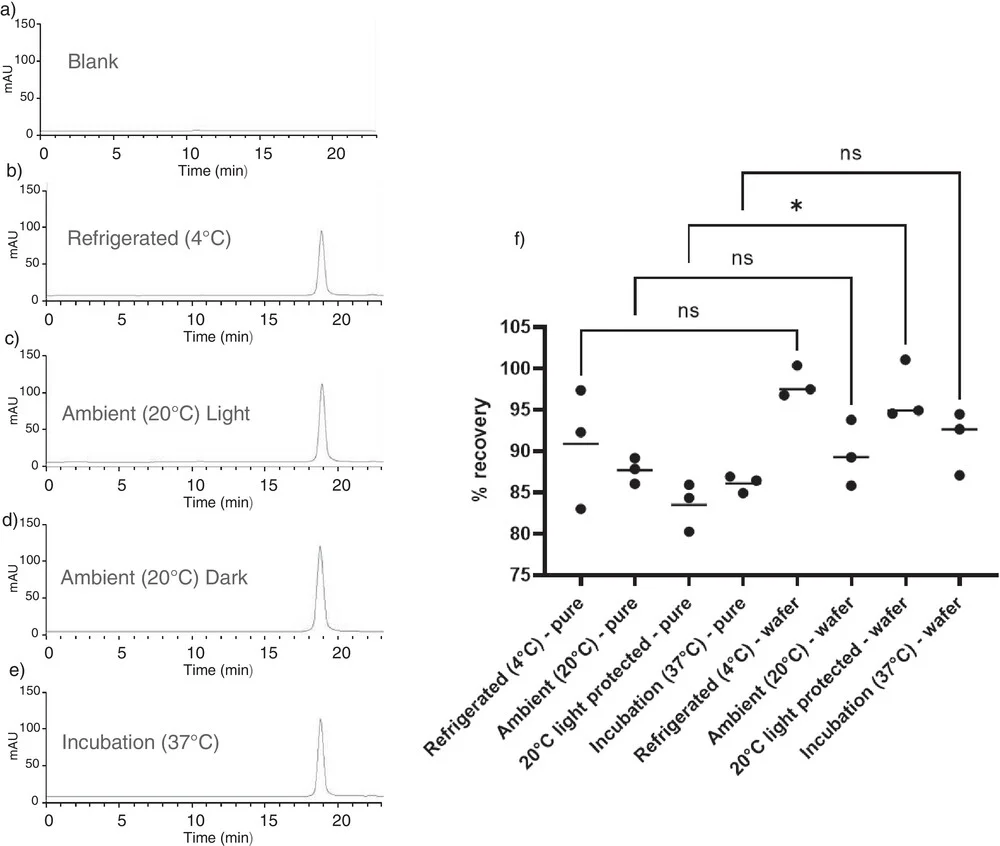 a)
150
100
50
0
mAU
Blank
0 5 10 15 20
Time (min)
b)
150
100
50
0
mAU
Refrigerated (4°C)
0 5 10 15 20
Time (min)
c)
150
100
50
0
mAU
Ambient (20°C) Light
0 5 10 15 20
Time (min)
d)
150
100
50
0
mAU
Ambient (20°C) Dark
0 5 10 15 20
Time (min)
e)
150
100
50
0
mAU
Incubation (37°C)
0 5 10 15 20
Time (min)
f)
ns
*
ns
ns
105
100
95
90
85
80
75
% recovery
Refrigerated (4°C) - pure
Ambient (20°C) - pure
20°C light protected - pure
Incubation (37°C) - pure
Refrigerated (4°C) - wafer
Ambient (20°C) - wafer
20°C light protected - wafer
Incubation (37°C) - wafer